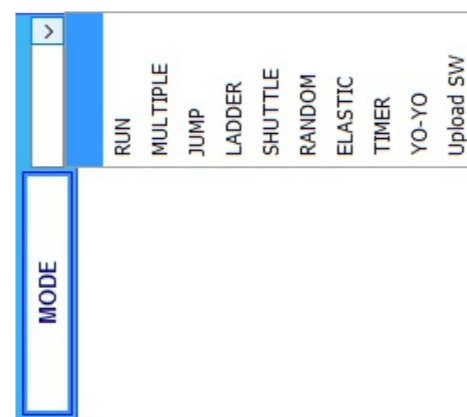 MODE
RUN
MULTIPLE
JUMP
LADDER
SHUTTLE
RANDOM
ELASTIC
TIMER
YO-YO
Upload SW